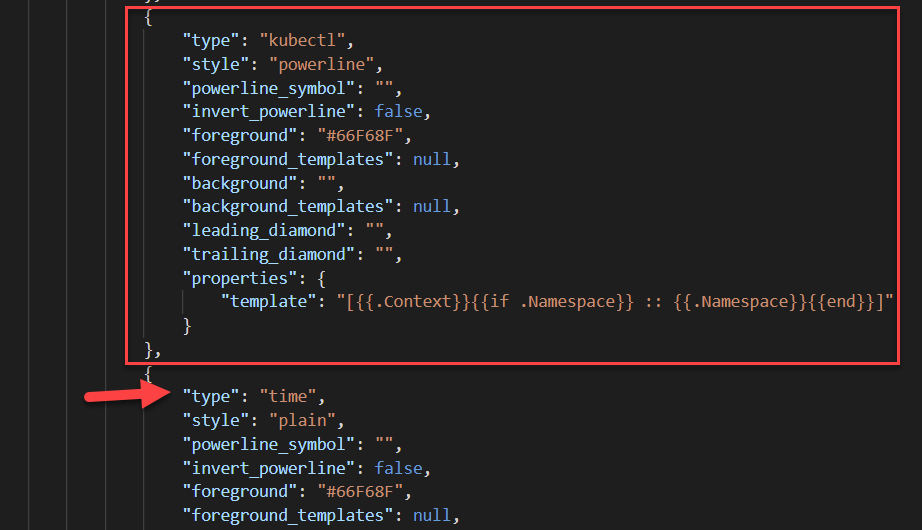 },
{
"type": "kubectl",
"style": "powerline",
"powerline_symbol": "",
"invert_powerline": false,
"foreground": "#66F68F",
"foreground_templates": null,
"background": "",
"background_templates": null,
"leading_diamond": "",
"trailing_diamond": "",
"properties": {
"template": "[{{.Context}}{{if .Namespace}} :: {{.Namespace}}{{end}}]"
}
},
{
"type": "time",
"style": "plain",
"powerline_symbol": "",
"invert_powerline": false,
"foreground": "#66F68F",
"foreground_templates": null,